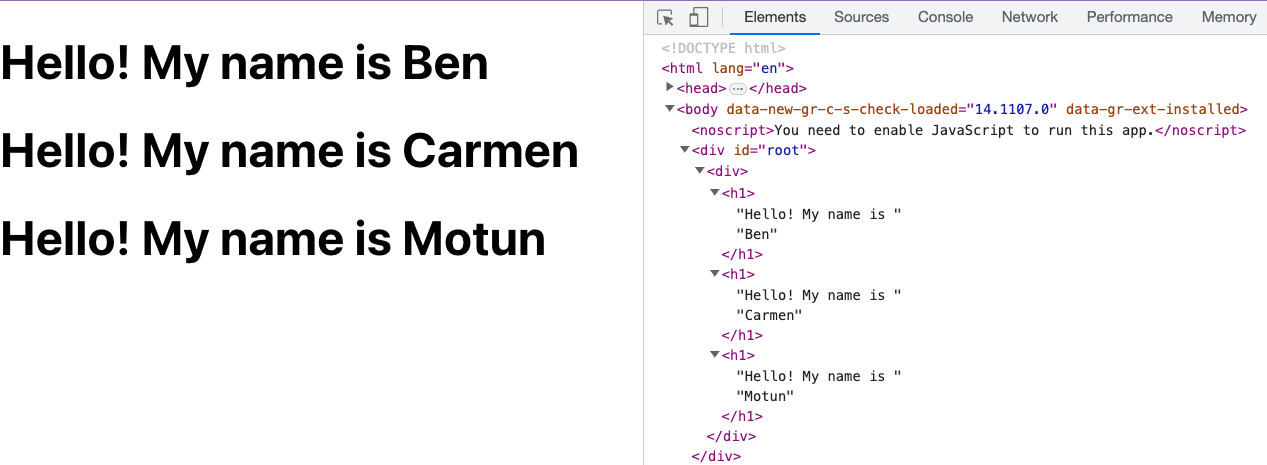 Hello! My name is Ben
Hello! My name is Carmen
Hello! My name is Motun
Elements Sources Console Network Performance Memory
<!DOCTYPE html>
<html lang="en">
<head>…</head>
<body data-new-gr-c-s-check-loaded="14.1107.0" data-gr-ext-installed>
<noscript>You need to enable JavaScript to run this app.</noscript>
<div id="root">
<div>
<h1>
"Hello! My name is "
"Ben"
</h1>
<h1>
"Hello! My name is "
"Carmen"
</h1>
<h1>
"Hello! My name is "
"Motun"
</h1>
</div>
</div>